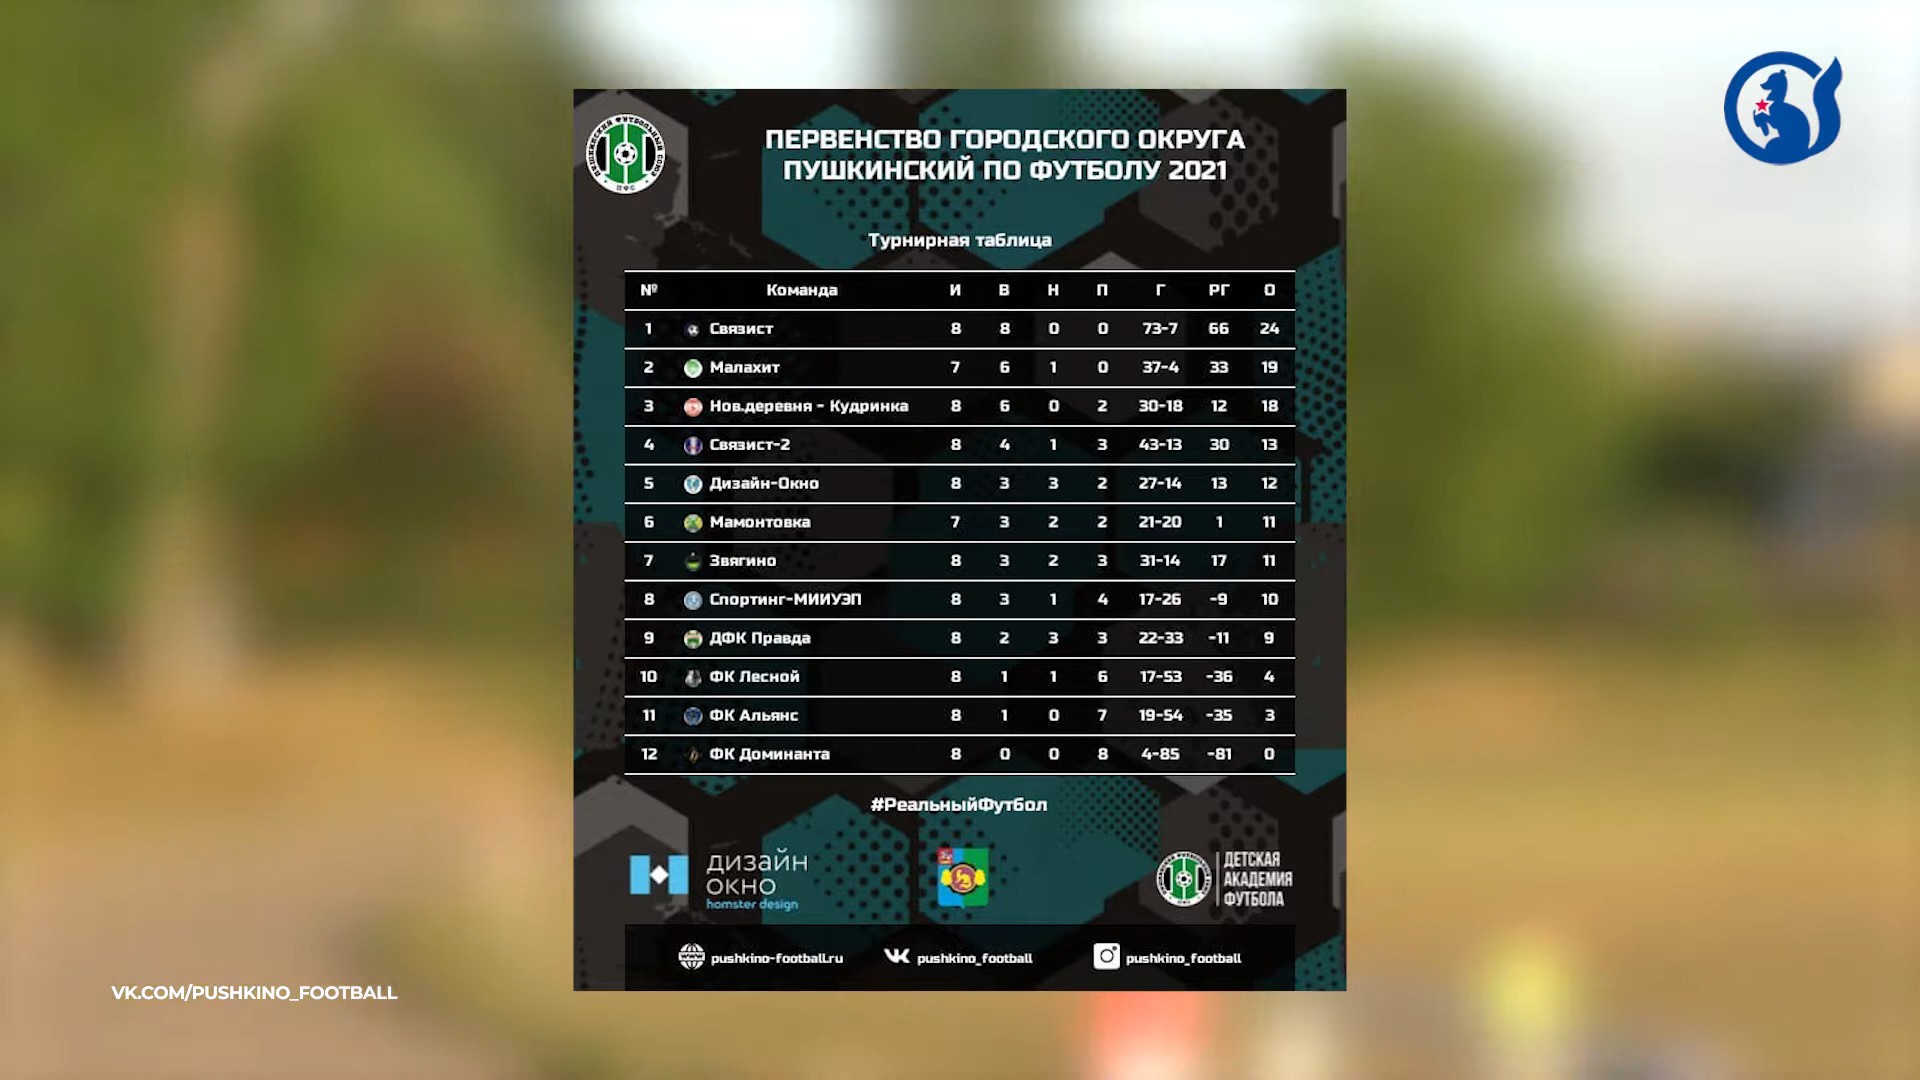 ПЕРВЕНСТВО ГОРОДСКОГО ОКРУГА
ПУШКИНСКИЙ ПО ФУТБОЛУ 2021
Турнирная таблица
№ Команда И В Н П Г РГ О
1 Связист 8 8 0 0 73-7 66 24
2 Малахит 7 6 1 0 37-4 33 19
3 Нов.деревня - Кудринка 8 6 0 2 30-18 12 18
4 Связист-2 8 4 1 3 43-13 30 13
5 Дизайн-Окно 8 3 3 2 27-14 13 12
6 Мамонтовка 7 3 2 2 21-20 1 11
7 Звягино 8 3 2 3 31-14 17 11
8 Спортинг-МИИУЭП 8 3 1 4 17-26 -9 10
9 ДФК Правда 8 2 3 3 22-33 -11 9
10 ФК Лесной 8 1 1 6 17-53 -36 4
11 ФК Альянс 8 1 0 7 19-54 -35 3
12 ФК Доминанта 8 0 0 8 4-85 -81 0
#РеальныйФутбол
ДИЗАЙН
ОКНО
homster design
ДЕТСКАЯ
АКАДЕМИЯ
ФУТБОЛА
pushkino-football.ru pushkino_football pushkino_football
VK.COM/PUSHKINO_FOOTBALL